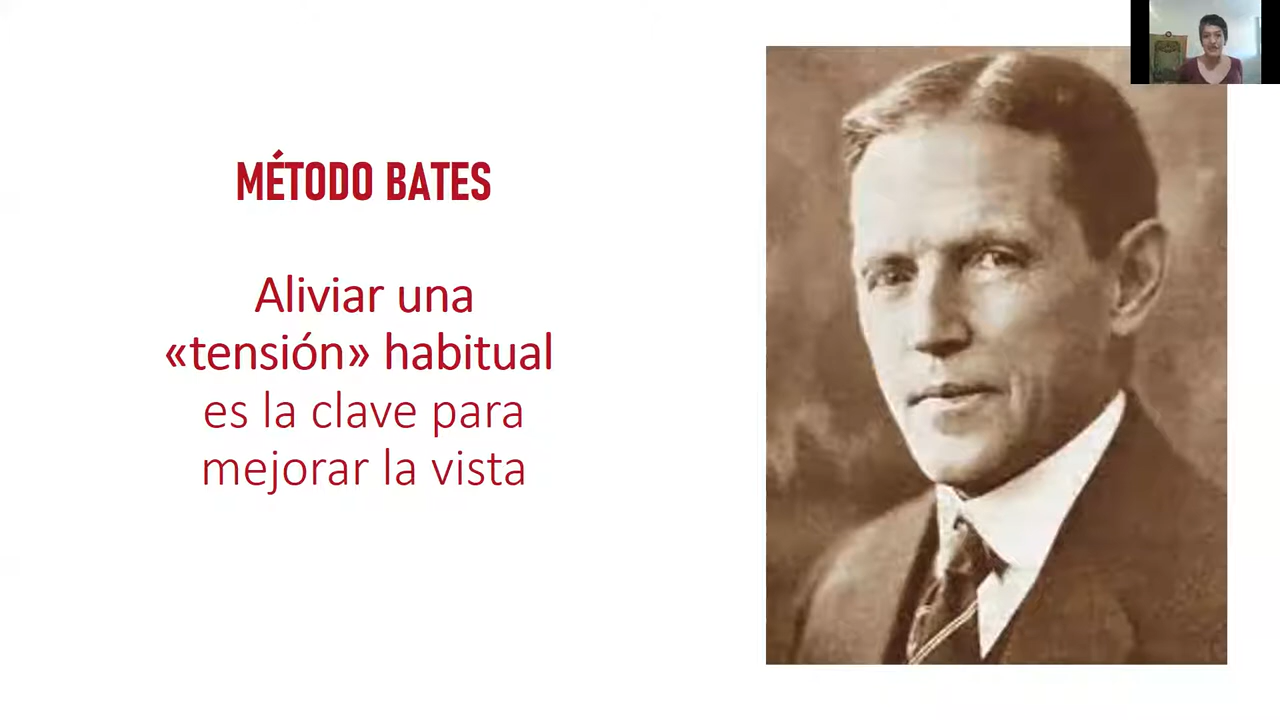 MÉTODO BATES
Aliviar una
«tensión» habitual
es la clave para
mejorar la vista